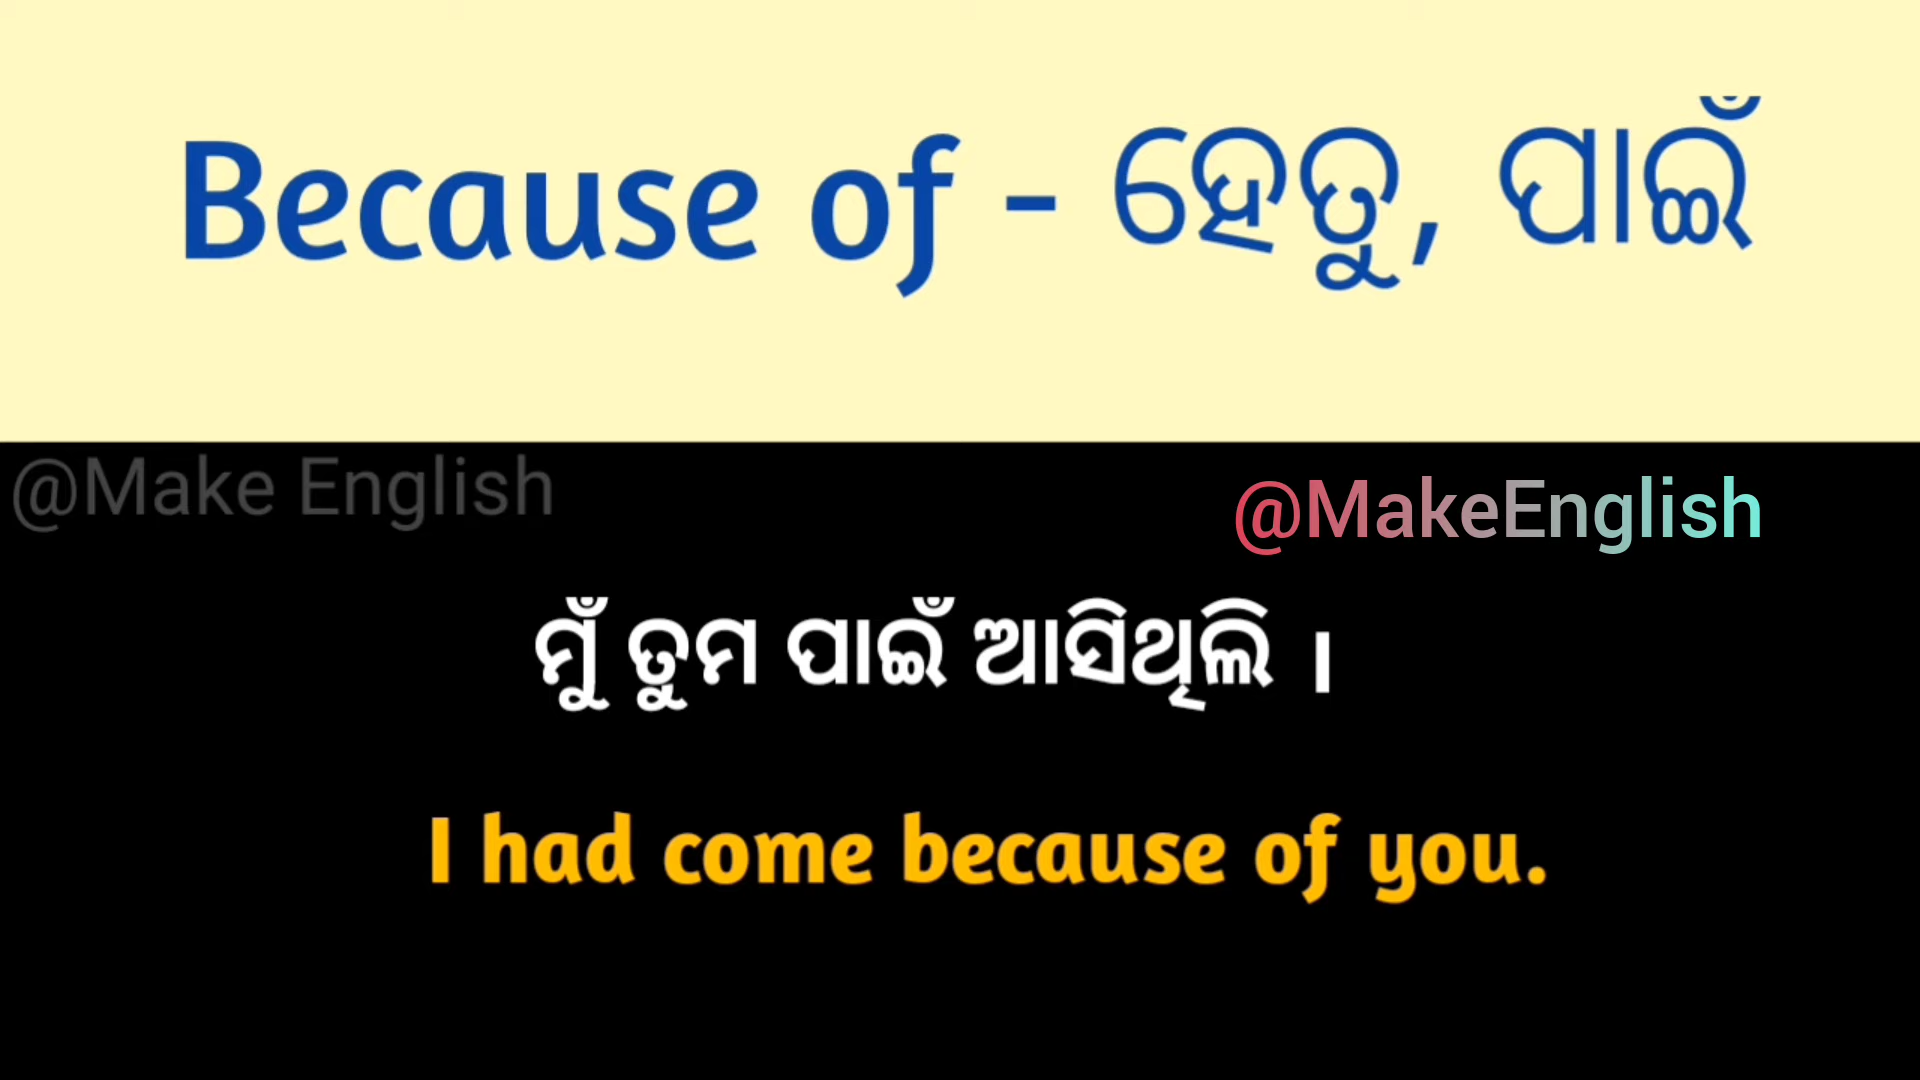 Because of - ହେତୁ, ପାଇଁ
@Make English
@MakeEnglish
ମୁଁ ତୁମ ପାଇଁ ଆସିଥିଲି ।
I had come because of you.